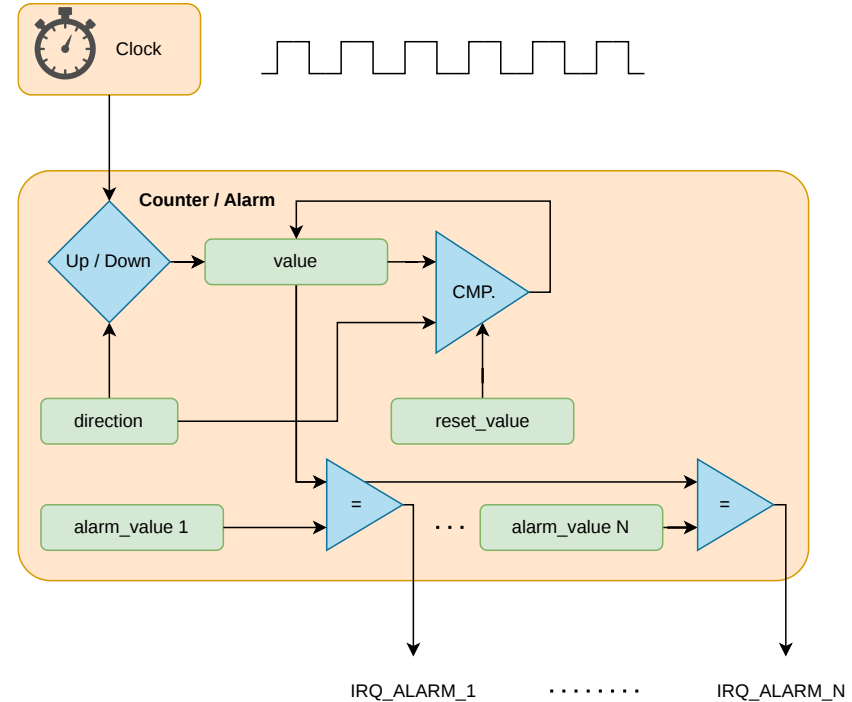 Clock
Counter / Alarm
Up / Down
value
CMP.
direction
reset_value
=
=
alarm_value 1
. . .
alarm_value N
IRQ_ALARM_1
. . . . . . . .
IRQ_ALARM_N